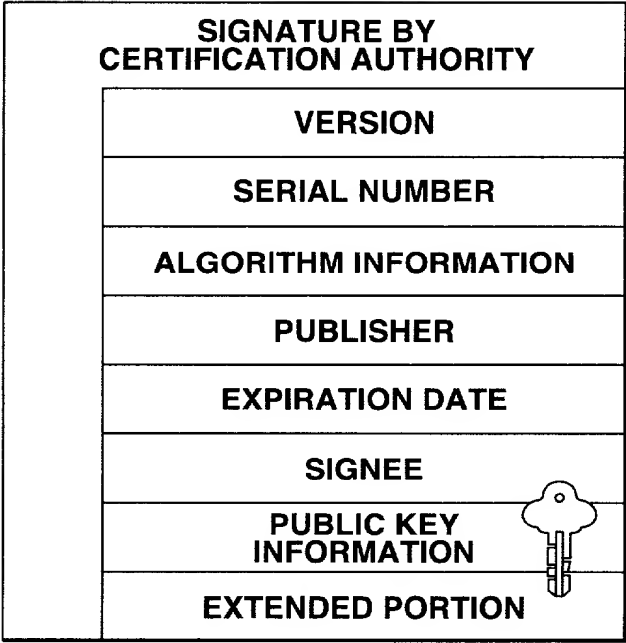 SIGNATURE BY
CERTIFICATION AUTHORITY
VERSION
SERIAL NUMBER
ALGORITHM INFORMATION
PUBLISHER
EXPIRATION DATE
SIGNEE
PUBLIC KEY
INFORMATION
EXTENDED PORTION